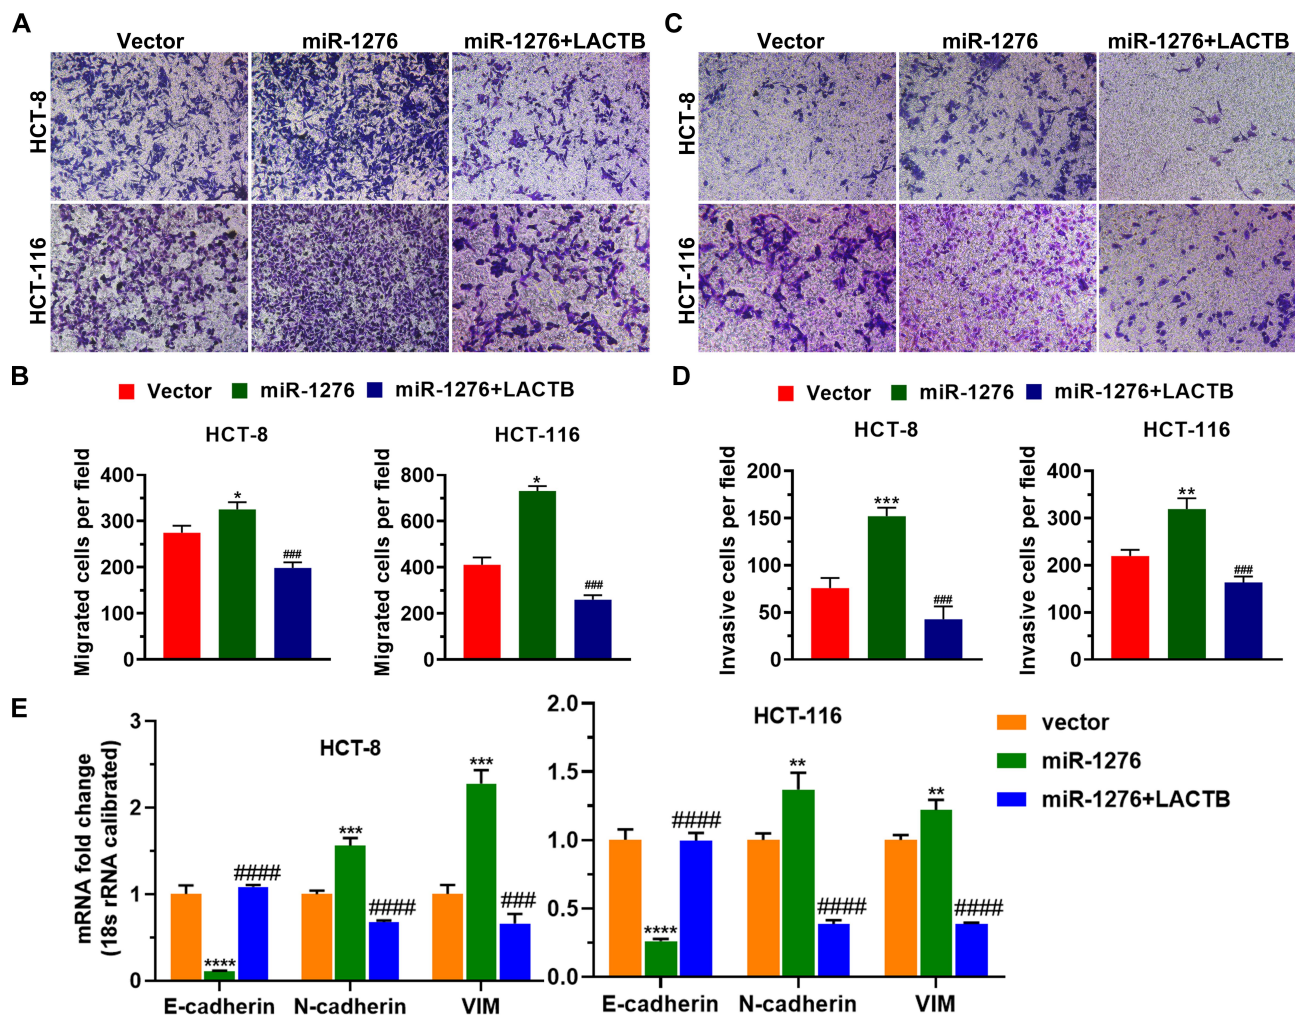 A
Vector miR-1276 miR-1276+LACTB
HCT-8
HCT-116
C
Vector miR-1276 miR-1276+LACTB
HCT-8
HCT-116
B
Vector miR-1276 miR-1276+LACTB
HCT-8
Migrated cells per field
400
300
200
100
0
*
###
HCT-116
Migrated cells per field
800
600
400
200
0
*
###
D
Vector miR-1276 miR-1276+LACTB
HCT-8
Invasive cells per field
200
150
100
50
0
***
###
HCT-116
Invasive cells per field
400
300
200
100
0
**
###
E
HCT-8
mRNA fold change
(18s rRNA calibrated)
3
2
1
0
****
####
***
####
***
###
E-cadherin N-cadherin VIM
HCT-116
2.0
1.5
1.0
0.5
0.0
****
####
**
####
**
####
E-cadherin N-cadherin VIM
vector
miR-1276
miR-1276+LACTB